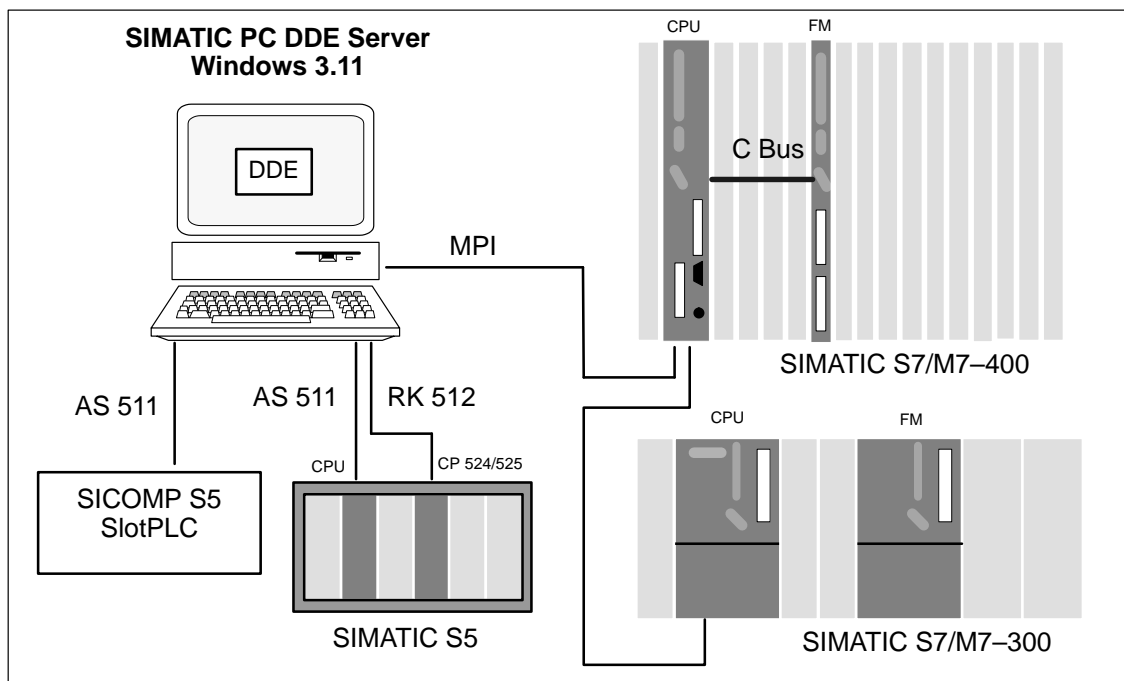 SIMATIC PC DDE Server
Windows 3.11
DDE
MPI
CPU
FM
C Bus
SIMATIC S7/M7–400
AS 511
AS 511
RK 512
CPU
CP 524/525
SICOMP S5
SlotPLC
SIMATIC S5
CPU
FM
SIMATIC S7/M7–300